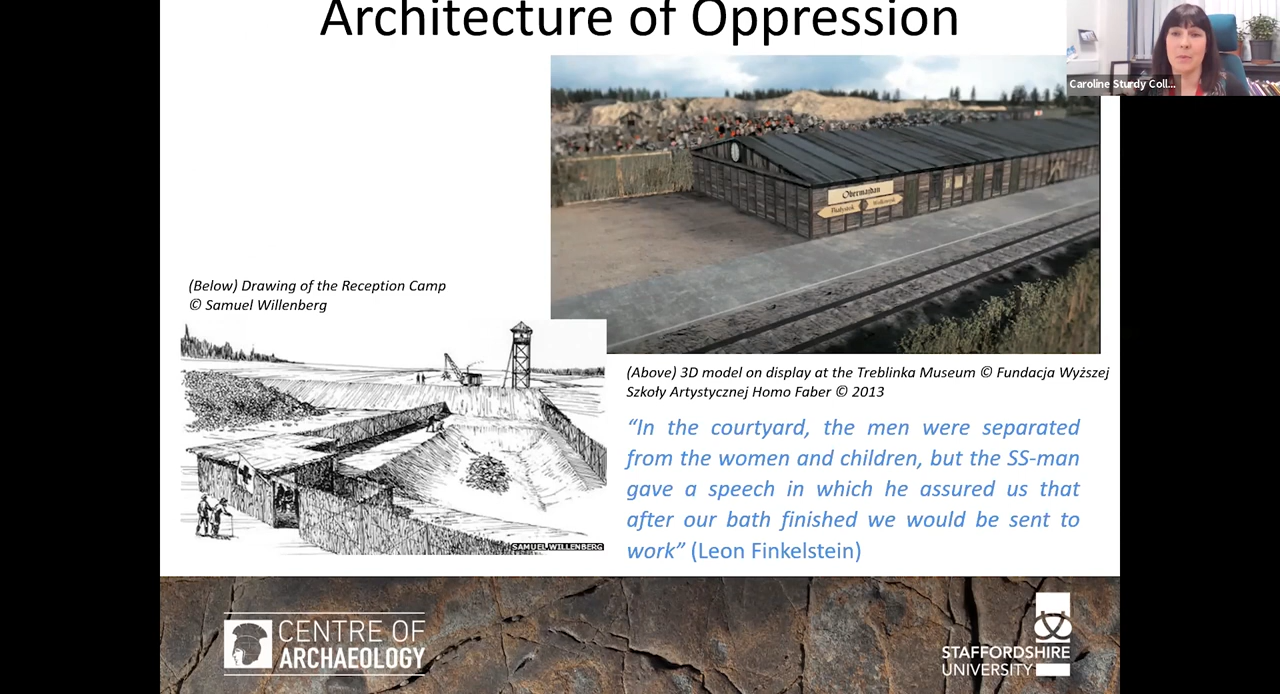 Architecture of Oppression
Caroline Sturdy Coll...
Obermajdan
Białystok Wołkowysk
(Below) Drawing of the Reception Camp
© Samuel Willenberg
SAMUEL WILLENBERG
(Above) 3D model on display at the Treblinka Museum © Fundacja Wyższej
Szkoły Artystycznej Homo Faber © 2013
“In the courtyard, the men were separated
from the women and children, but the SS-man
gave a speech in which he assured us that
after our bath finished we would be sent to
work” (Leon Finkelstein)
CENTRE OF
ARCHAEOLOGY
STAFFORDSHIRE
UNIVERSITY